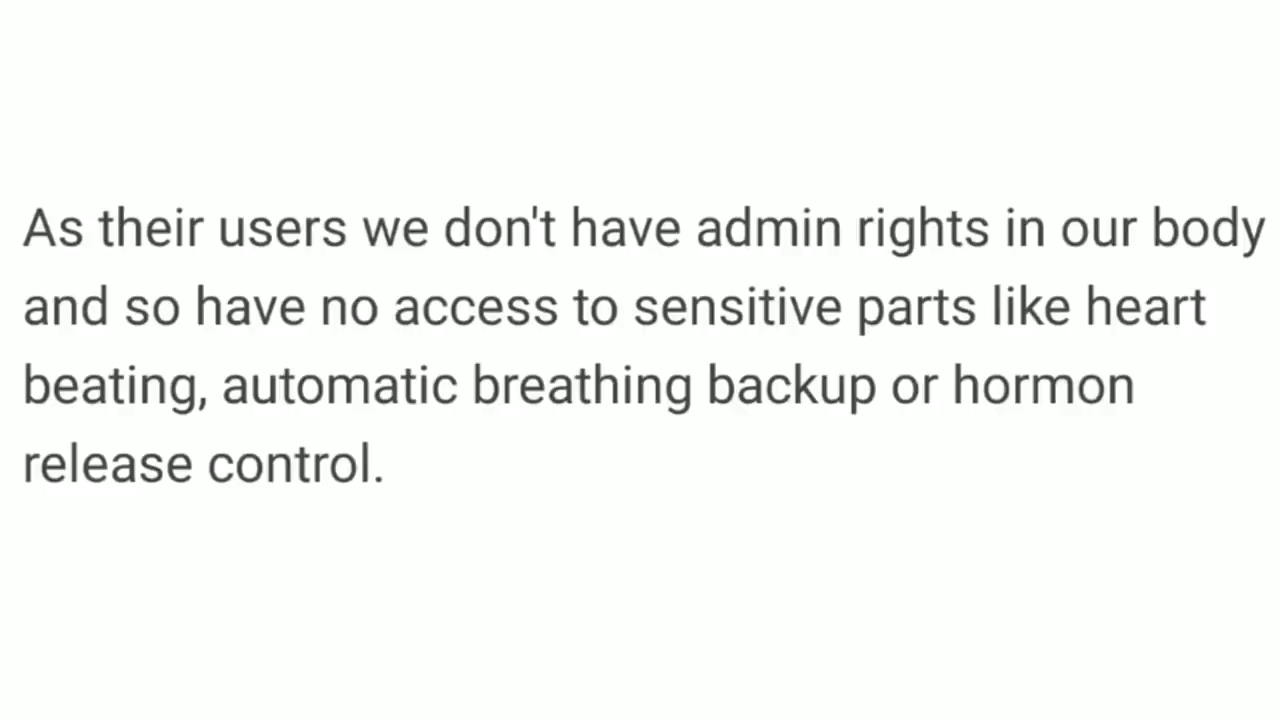 As their users we don't have admin rights in our body
and so have no access to sensitive parts like heart
beating, automatic breathing backup or hormon
release control.